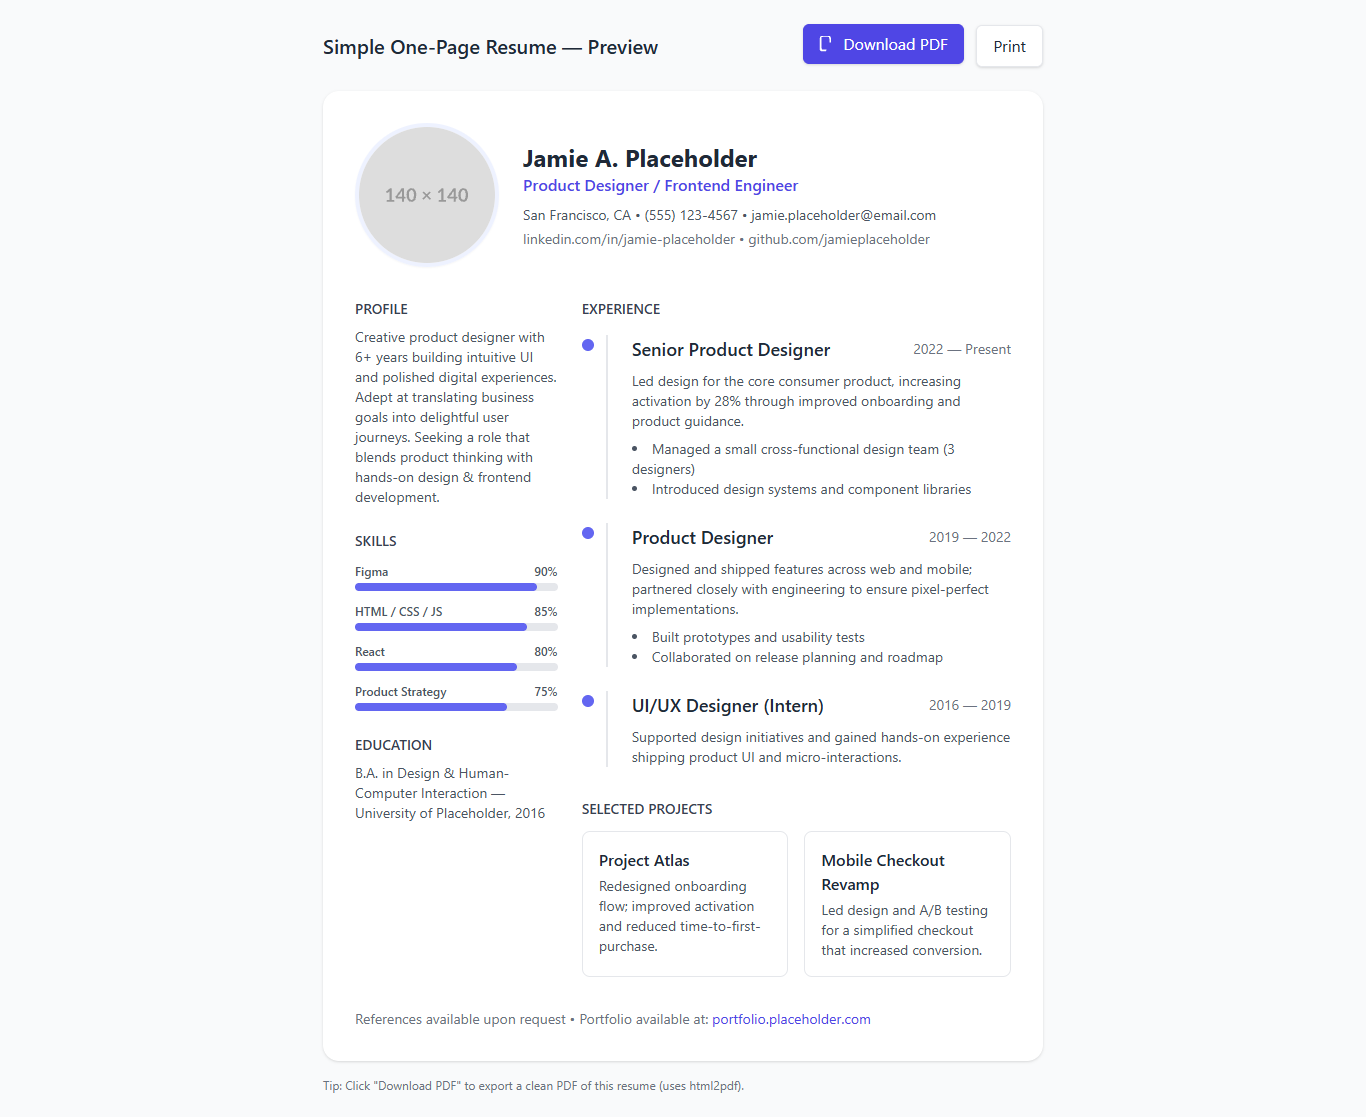 Simple One-Page Resume — Preview
Download PDF
Print
140 × 140
Jamie A. Placeholder
Product Designer / Frontend Engineer
San Francisco, CA • (555) 123-4567 • jamie.placeholder@email.com
linkedin.com/in/jamie-placeholder • github.com/jamieplaceholder
PROFILE
Creative product designer with
6+ years building intuitive UI
and polished digital experiences.
Adept at translating business
goals into delightful user
journeys. Seeking a role that
blends product thinking with
hands-on design & frontend
development.
SKILLS
Figma 90%
HTML / CSS / JS 85%
React 80%
Product Strategy 75%
EDUCATION
B.A. in Design & Human-
Computer Interaction —
University of Placeholder, 2016
EXPERIENCE
Senior Product Designer 2022 — Present
Led design for the core consumer product, increasing
activation by 28% through improved onboarding and
product guidance.
• Managed a small cross-functional design team (3
designers)
• Introduced design systems and component libraries
Product Designer 2019 — 2022
Designed and shipped features across web and mobile;
partnered closely with engineering to ensure pixel-perfect
implementations.
• Built prototypes and usability tests
• Collaborated on release planning and roadmap
UI/UX Designer (Intern) 2016 — 2019
Supported design initiatives and gained hands-on experience
shipping product UI and micro-interactions.
SELECTED PROJECTS
Project Atlas
Redesigned onboarding
flow; improved activation
and reduced time-to-first-
purchase.
Mobile Checkout
Revamp
Led design and A/B testing
for a simplified checkout
that increased conversion.
References available upon request • Portfolio available at: portfolio.placeholder.com
Tip: Click "Download PDF" to export a clean PDF of this resume (uses html2pdf).